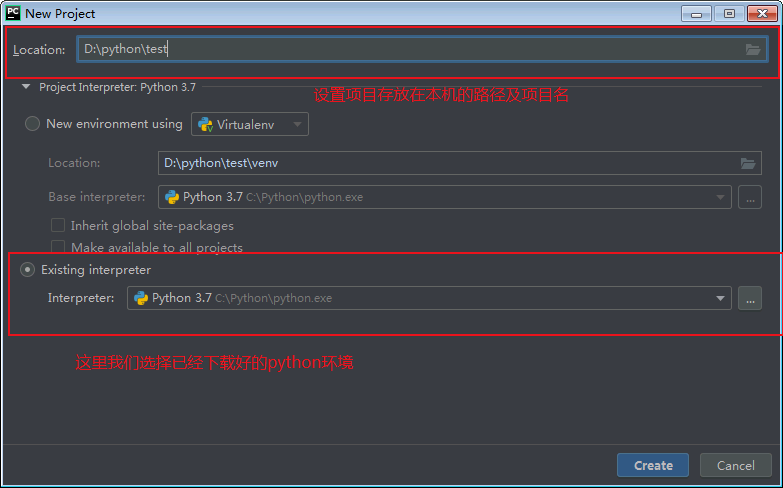 PC New Project
Location: D:\python\test
Project Interpreter: Python 3.7
设置项目存放在本机的路径及项目名
New environment using Virtualenv
Location: D:\python\test\venv
Base interpreter: Python 3.7 C:\Python\python.exe ...
Inherit global site-packages
Make available to all projects
Existing interpreter
Interpreter: Python 3.7 C:\Python\python.exe ...
这里我们选择已经下载好的python环境
Create Cancel